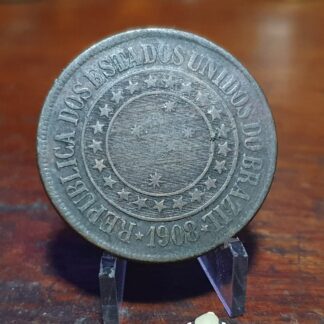 REPUBLICA DOS ESTADOS UNIDOS DO BRAZIL
1908